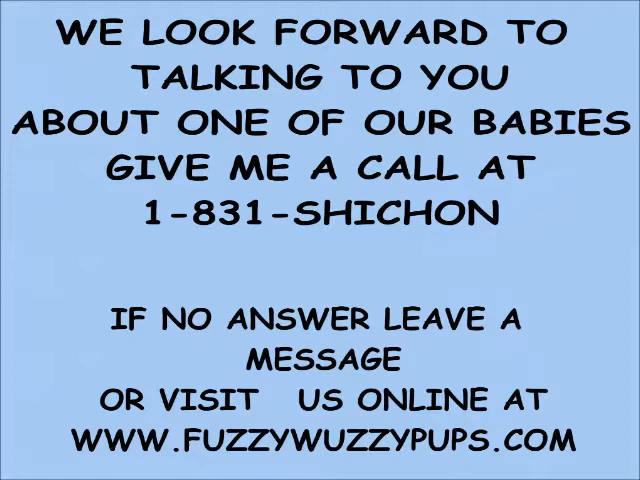 WE LOOK FORWARD TO
TALKING TO YOU
ABOUT ONE OF OUR BABIES
GIVE ME A CALL AT
1-831-SHICHON
IF NO ANSWER LEAVE A
MESSAGE
OR VISIT US ONLINE AT
WWW.FUZZYWUZZYPUPS.COM